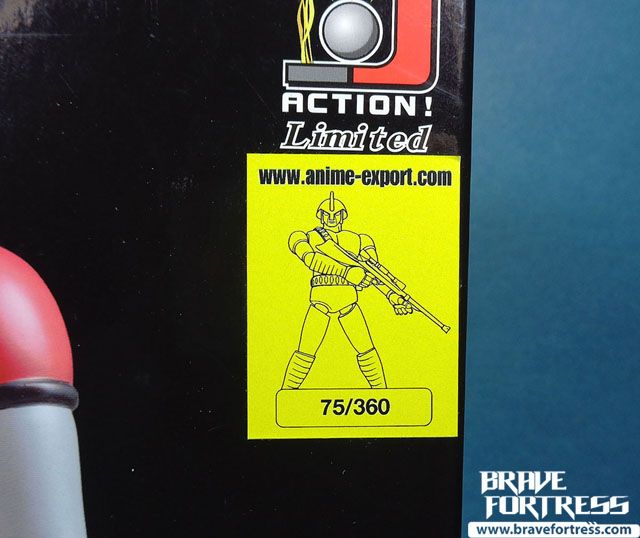 ACTION!
Limited
www.anime-export.com
75/360
BRAVE
FORTRESS
www.bravefortress.com